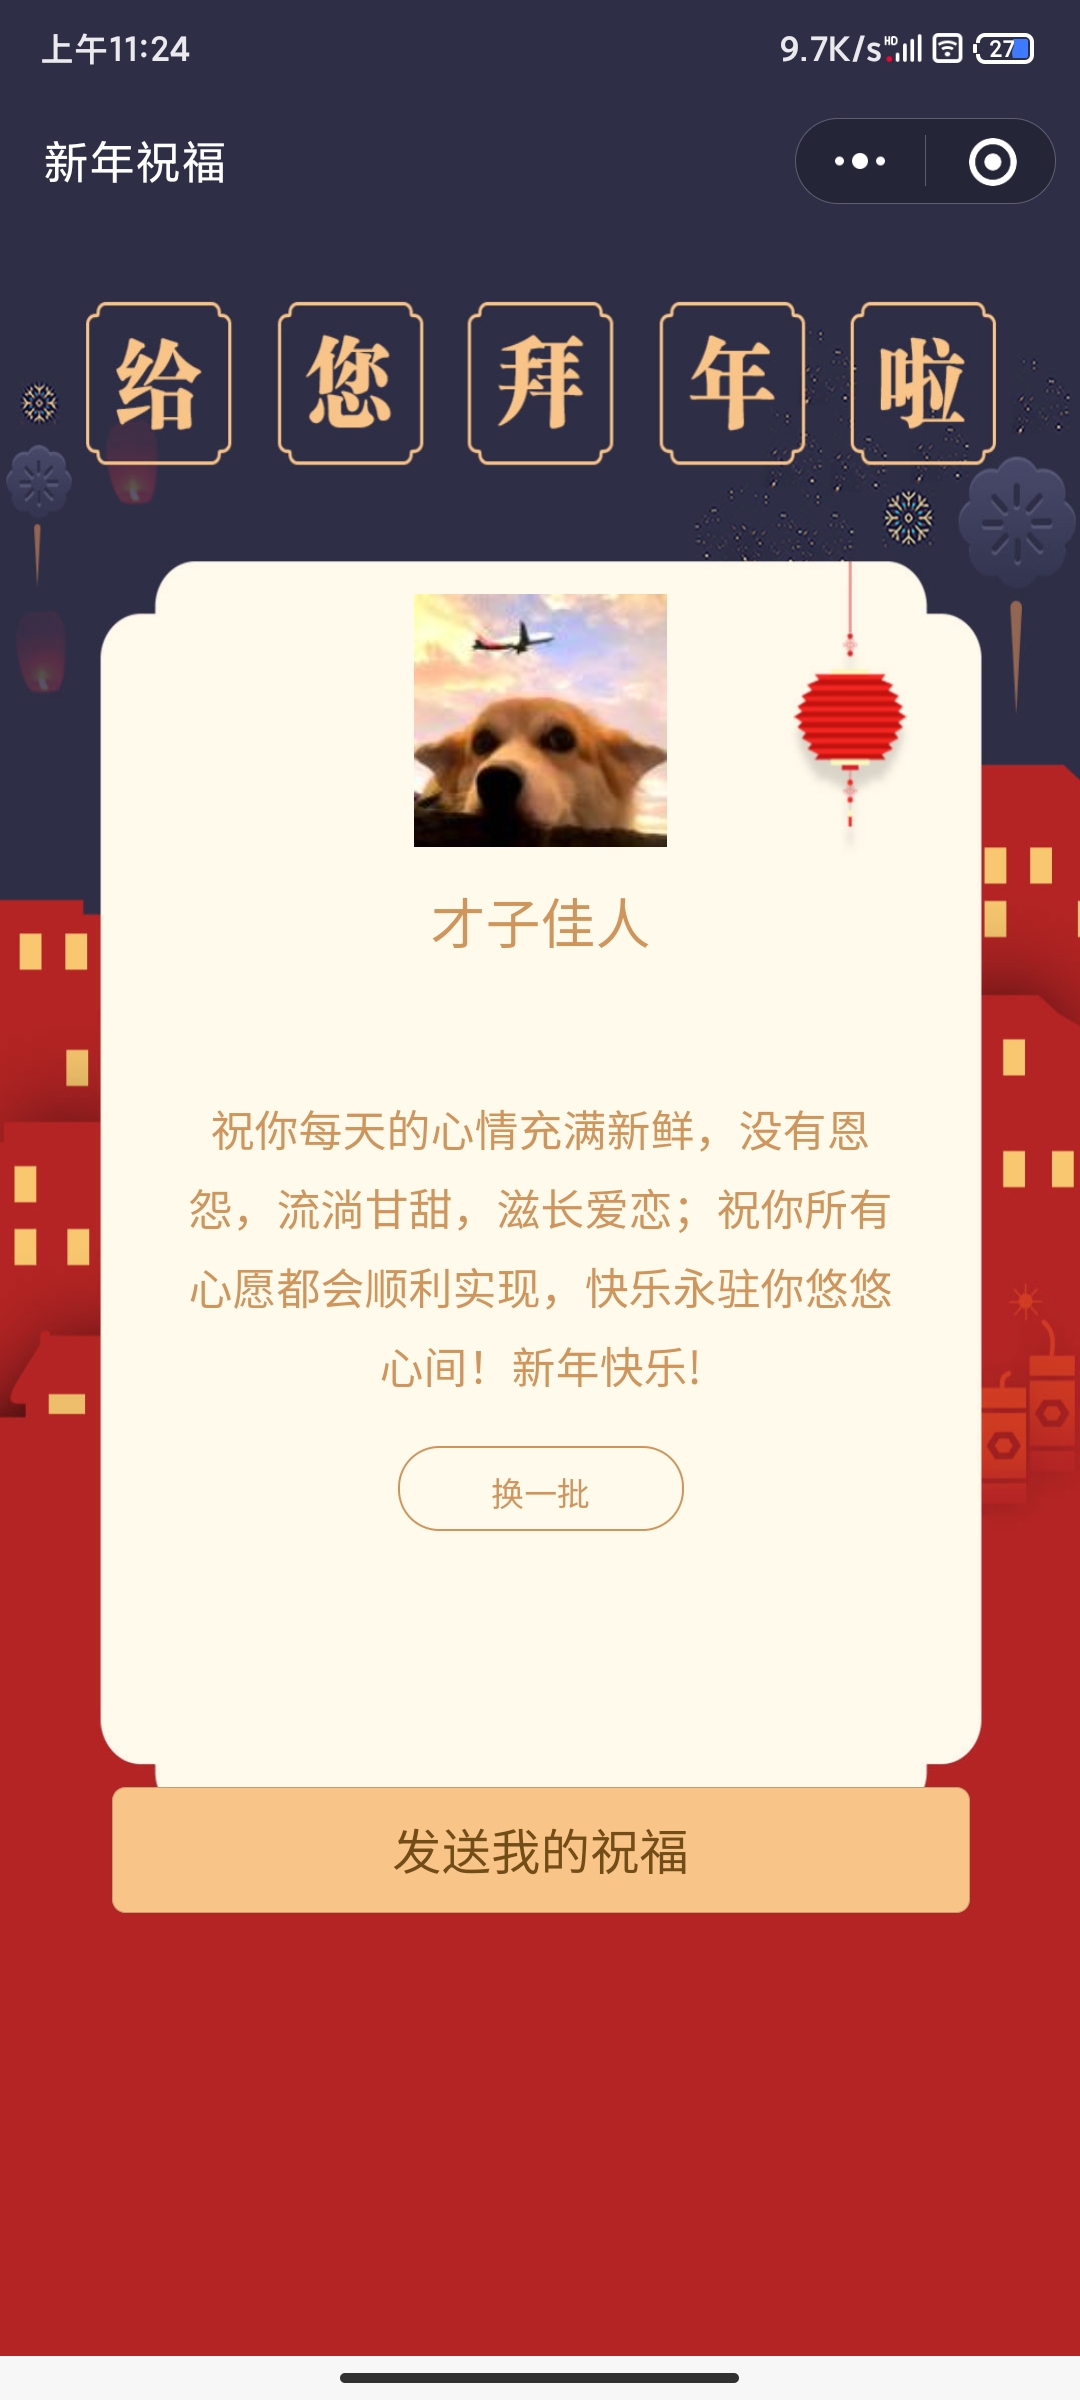 上午11:24
9.7K/s HD 27
新年祝福
给您拜年啦
才子佳人
祝你每天的心情充满新鲜，没有恩
怨，流淌甘甜，滋长爱恋；祝你所有
心愿都会顺利实现，快乐永驻你悠悠
心间！新年快乐!
换一批
发送我的祝福